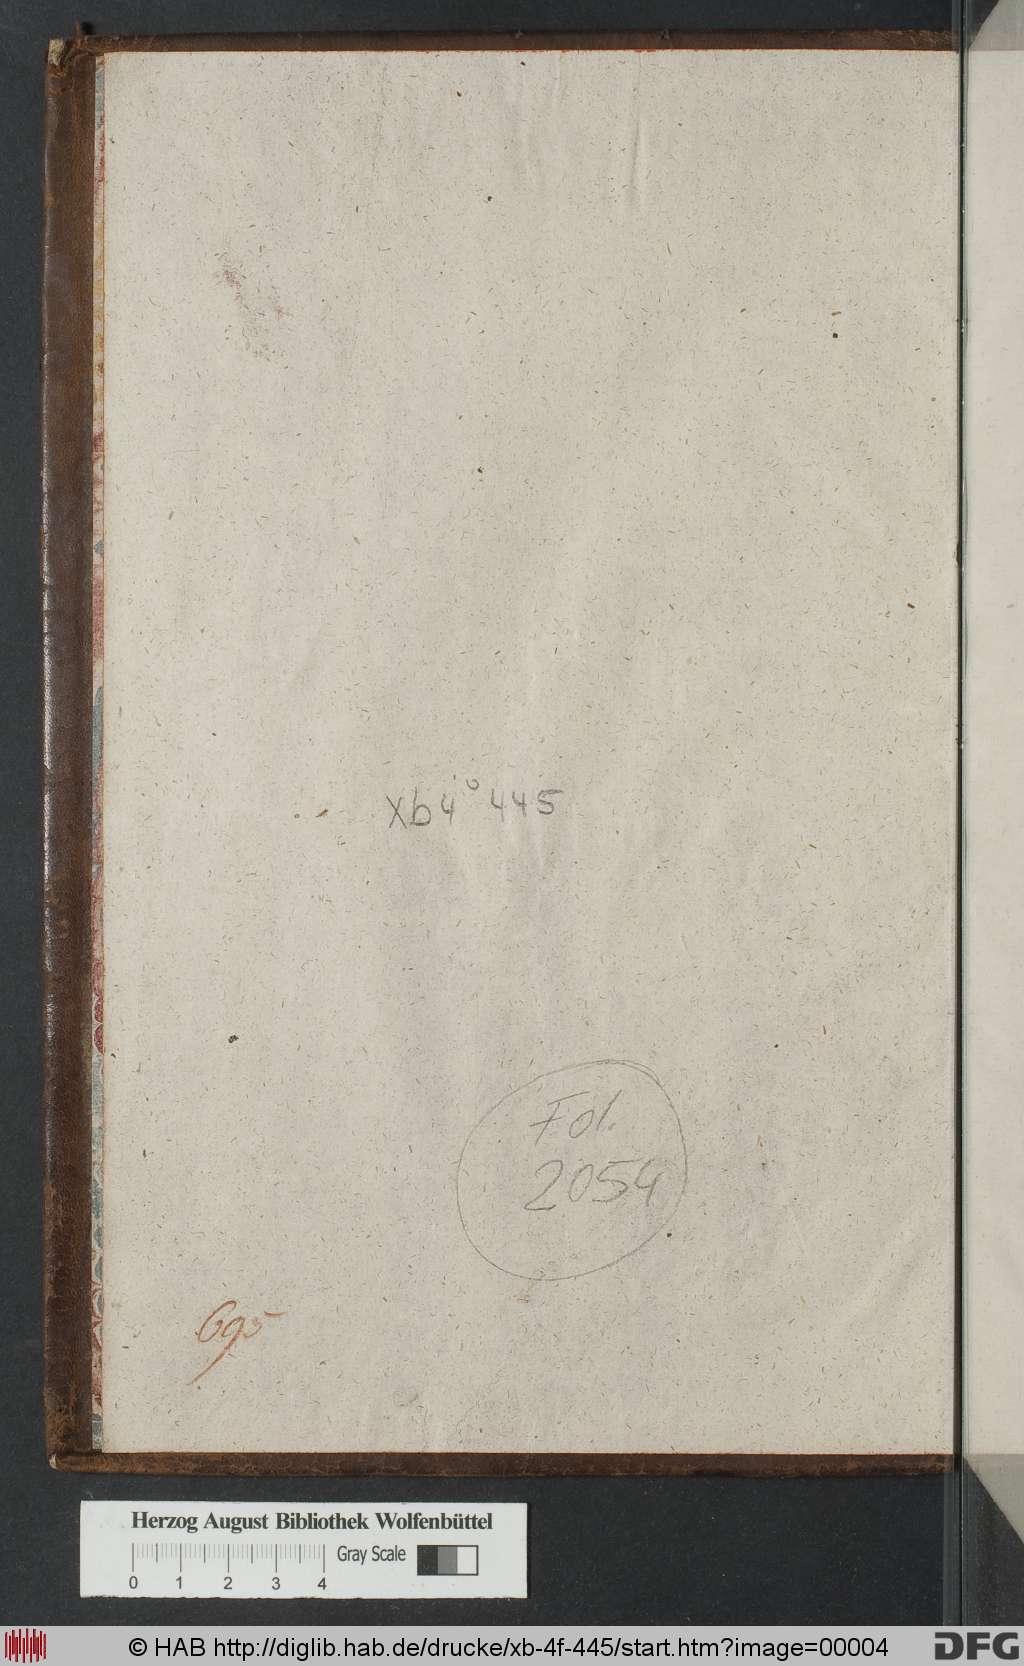 Xb 4° 445
Fol.
2054
695
Herzog August Bibliothek Wolfenbüttel
Gray Scale
0 1 2 3 4
© HAB http://diglib.hab.de/drucke/xb-4f-445/start.htm?image=00004
DFG